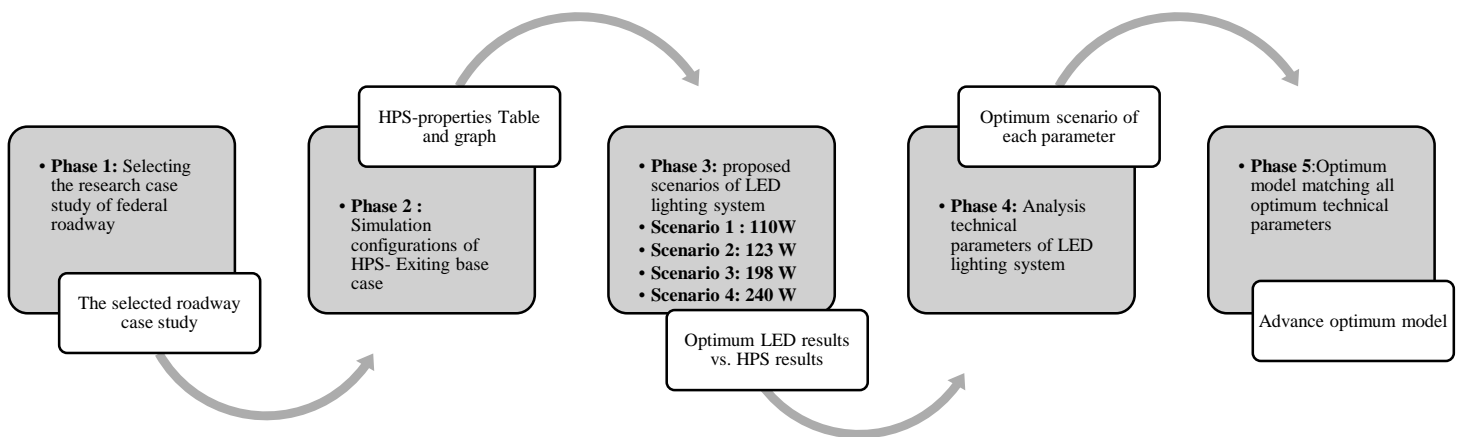 • Phase 1: Selecting
the research case
study of federal
roadway
The selected roadway
case study
HPS-properties Table
and graph
• Phase 2 :
Simulation
configurations of
HPS- Exiting base
case
• Phase 3: proposed
scenarios of LED
lighting system
• Scenario 1 : 110W
• Scenario 2: 123 W
• Scenario 3: 198 W
• Scenario 4: 240 W
Optimum LED results
vs. HPS results
Optimum scenario of
each parameter
• Phase 4: Analysis
technical
parameters of LED
lighting system
• Phase 5:Optimum
model matching all
optimum technical
parameters
Advance optimum model